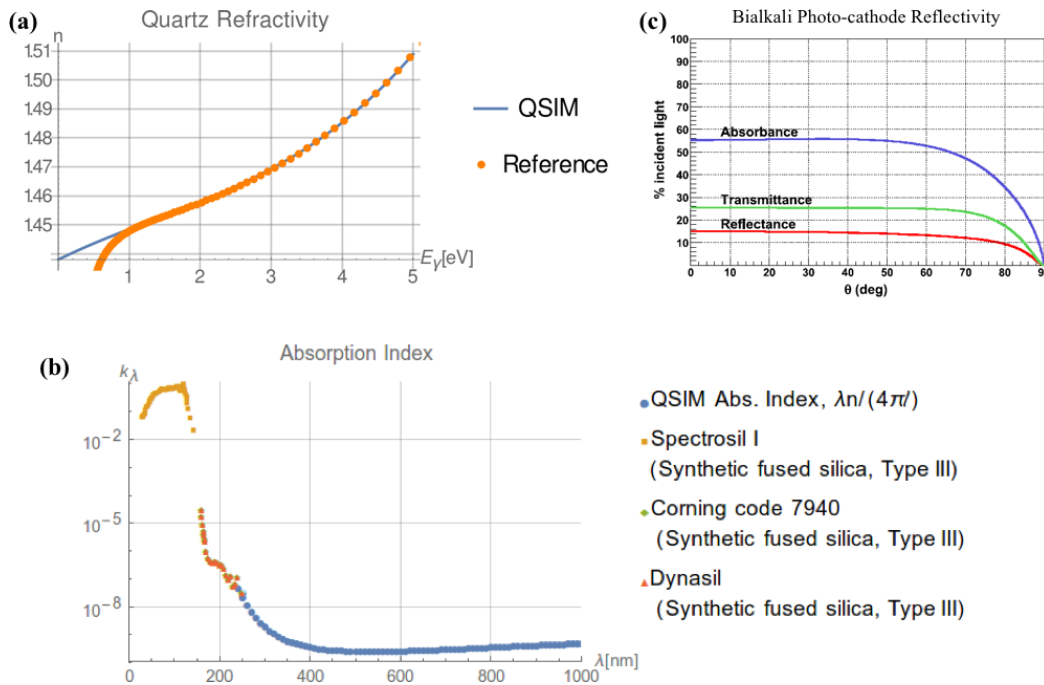 (a)
Quartz Refractivity
n
1.51
1.50
1.49
1.48
1.47
1.46
1.45
1
2
3
4
5
Eγ[eV]
QSIM
Reference
(c)
Bialkali Photo-cathode Reflectivity
% incident light
100
90
80
70
60
50
40
30
20
10
Absorbance
Transmittance
Reflectance
0 10 20 30 40 50 60 70 80 9
θ (deg)
(b)
Absorption Index
kλ
10⁻²
10⁻⁵
10⁻⁸
0 200 400 600 800 1000
λ[nm]
QSIM Abs. Index, λn/(4πl)
Spectrosil I
(Synthetic fused silica, Type III)
Corning code 7940
(Synthetic fused silica, Type III)
Dynasil
(Synthetic fused silica, Type III)